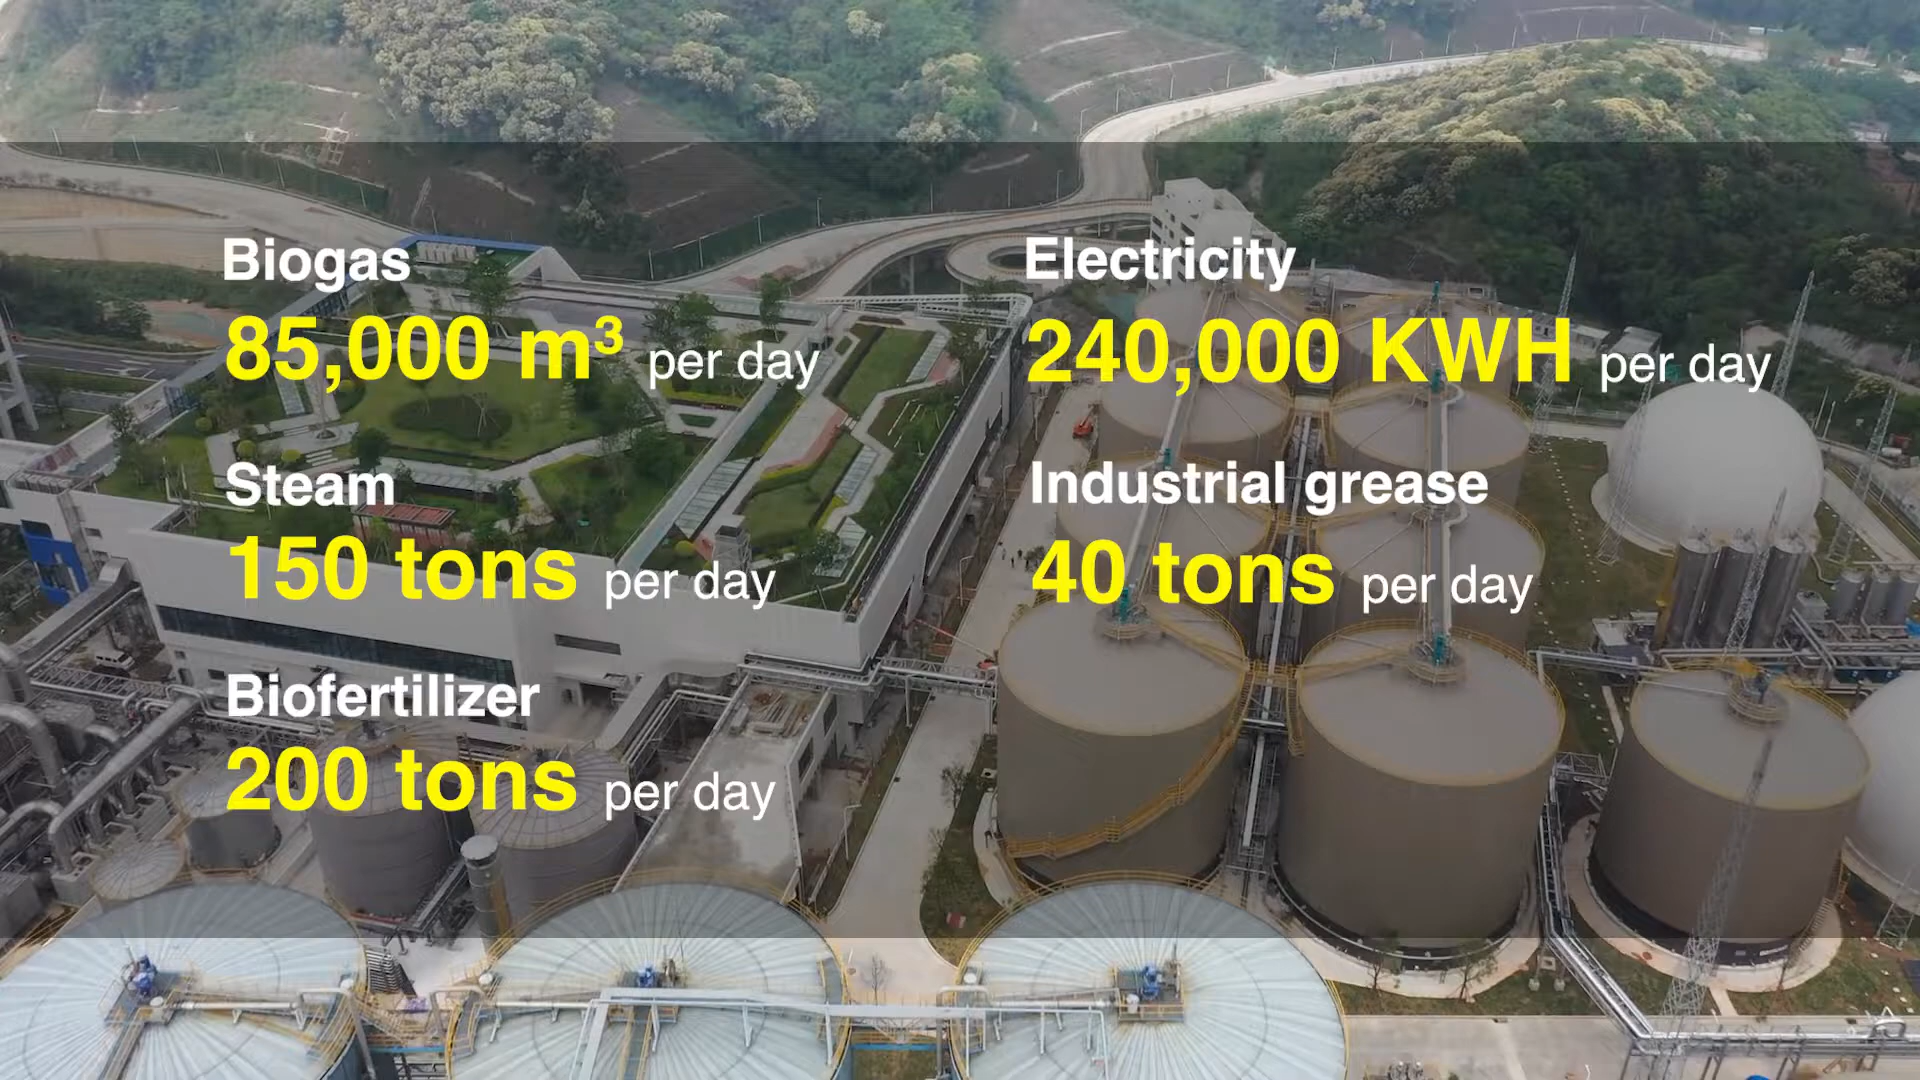 Biogas
85,000 m³ per day
Electricity
240,000 KWH per day
Steam
150 tons per day
Industrial grease
40 tons per day
Biofertilizer
200 tons per day